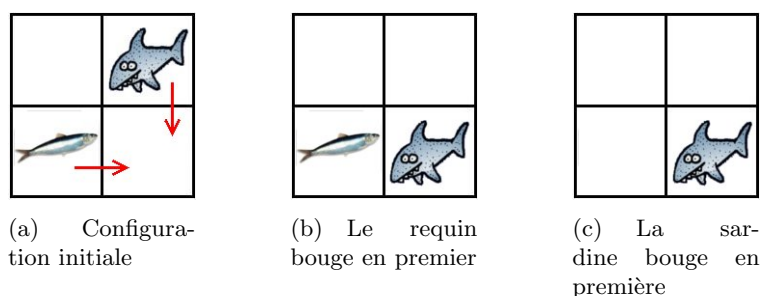 (a) Configura-
tion initiale
(b) Le requin
bouge en premier
(c) La sar-
dine bouge en
première